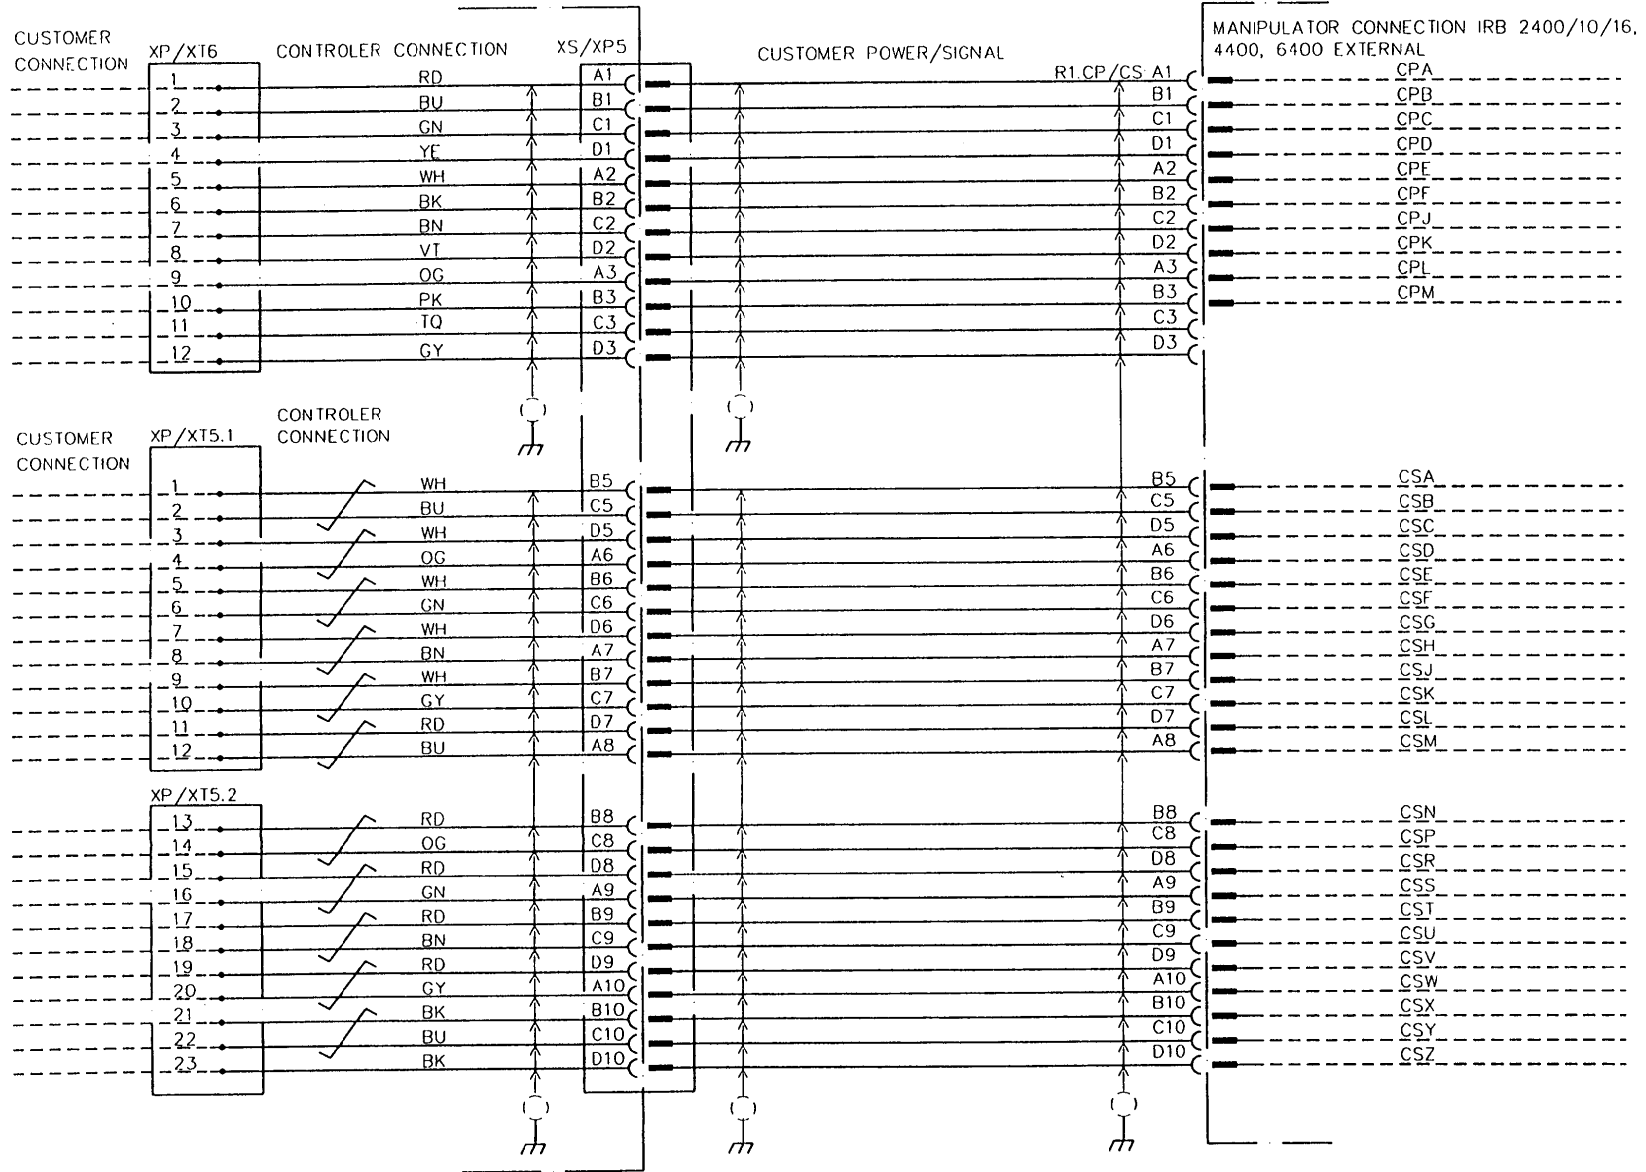 CUSTOMER CONNECTION
XP/XT6
CONTROLER CONNECTION
XS/XP5
CUSTOMER POWER/SIGNAL
MANIPULATOR CONNECTION IRB 2400/10/16,
4400, 6400 EXTERNAL
1 RD A1 R1.CP/CS A1 CPA
2 BU B1 B1 CPB
3 GN C1 C1 CPC
4 YE D1 D1 CPD
5 WH A2 A2 CPE
6 BK B2 B2 CPF
7 BN C2 C2 CPJ
8 VT D2 D2 CPK
9 OG A3 A3 CPL
10 PK B3 B3 CPM
11 TQ C3 C3
12 GY D3 D3
CUSTOMER CONNECTION
XP/XT5.1
CONTROLER CONNECTION
1 WH B5 B5 CSA
2 BU C5 C5 CSB
3 WH D5 D5 CSC
4 OG A6 A6 CSD
5 WH B6 B6 CSE
6 GN C6 C6 CSF
7 WH D6 D6 CSG
8 BN A7 A7 CSH
9 WH B7 B7 CSJ
10 GY C7 C7 CSK
11 RD D7 D7 CSL
12 BU A8 A8 CSM
XP/XT5.2
13 RD B8 B8 CSN
14 OG C8 C8 CSP
15 RD D8 D8 CSR
16 GN A9 A9 CSS
17 RD B9 B9 CST
18 BN C9 C9 CSU
19 RD D9 D9 CSV
20 GY A10 A10 CSW
21 BK B10 B10 CSX
22 BU C10 C10 CSY
23 BK D10 D10 CSZ